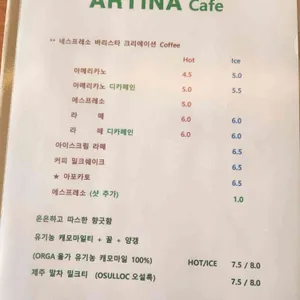 ARTINA Cafe
네스프레소 바리스타 크리에이션 Coffee
Hot Ice
아메리카노 4.5 5.0
아메리카노 디카페인 5.0 5.5
에스프레소 5.0
라 떼 6.0 6.0
라 떼 디카페인 6.0 6.0
아이스크림 라떼 6.5
커피 밀크쉐이크 6.5
★ 아포카토 6.5
에스프레소 (샷 추가) 1.0
은은하고 따스한 향긋함
유기농 캐모마일티 + 꿀 + 양갱
(ORGA 올가 유기농 캐모마일 100%) HOT/ICE 7.5 / 8.0
제주 말차 밀크티 (OSULLOC 오설록) 7.5 / 8.0